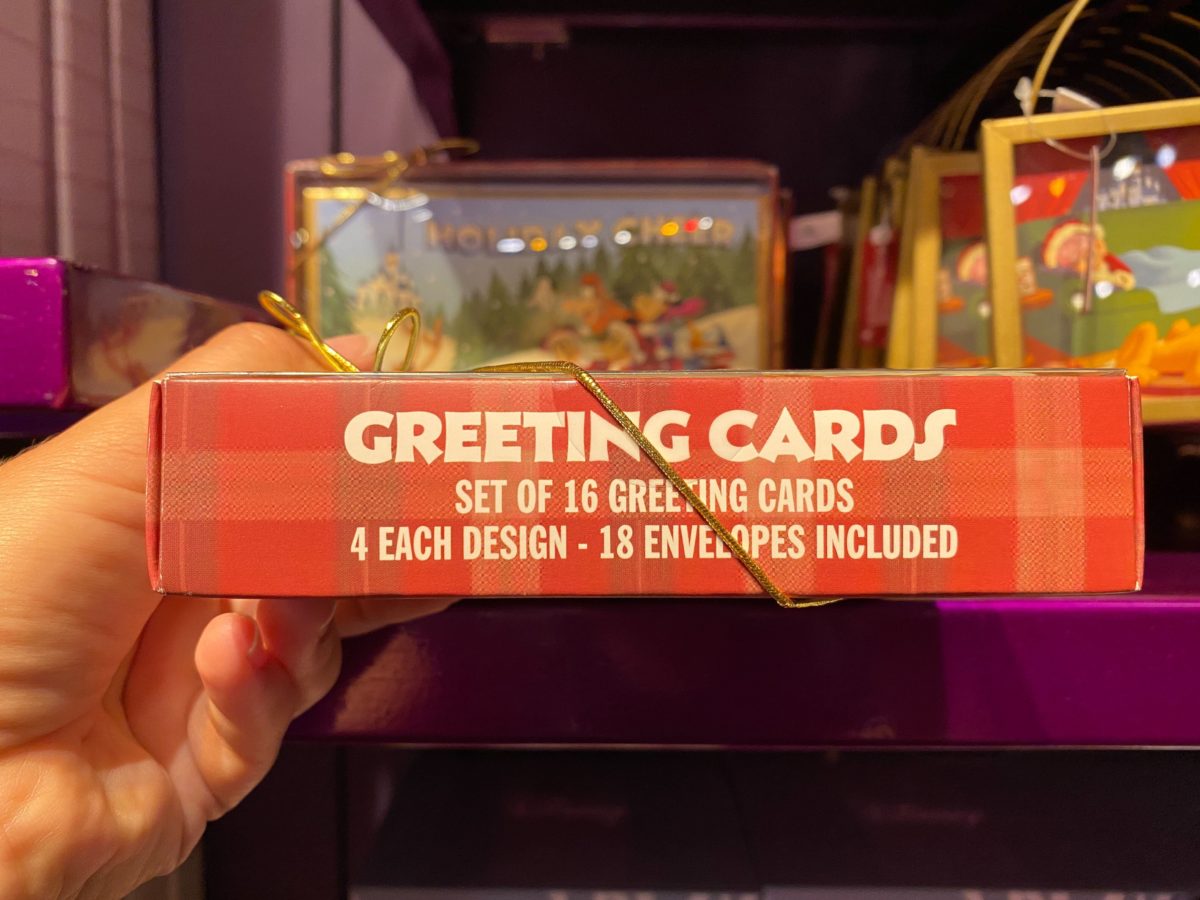 HOLIDAY CHEER
GREETING CARDS
SET OF 16 GREETING CARDS
4 EACH DESIGN - 18 ENVELOPES INCLUDED